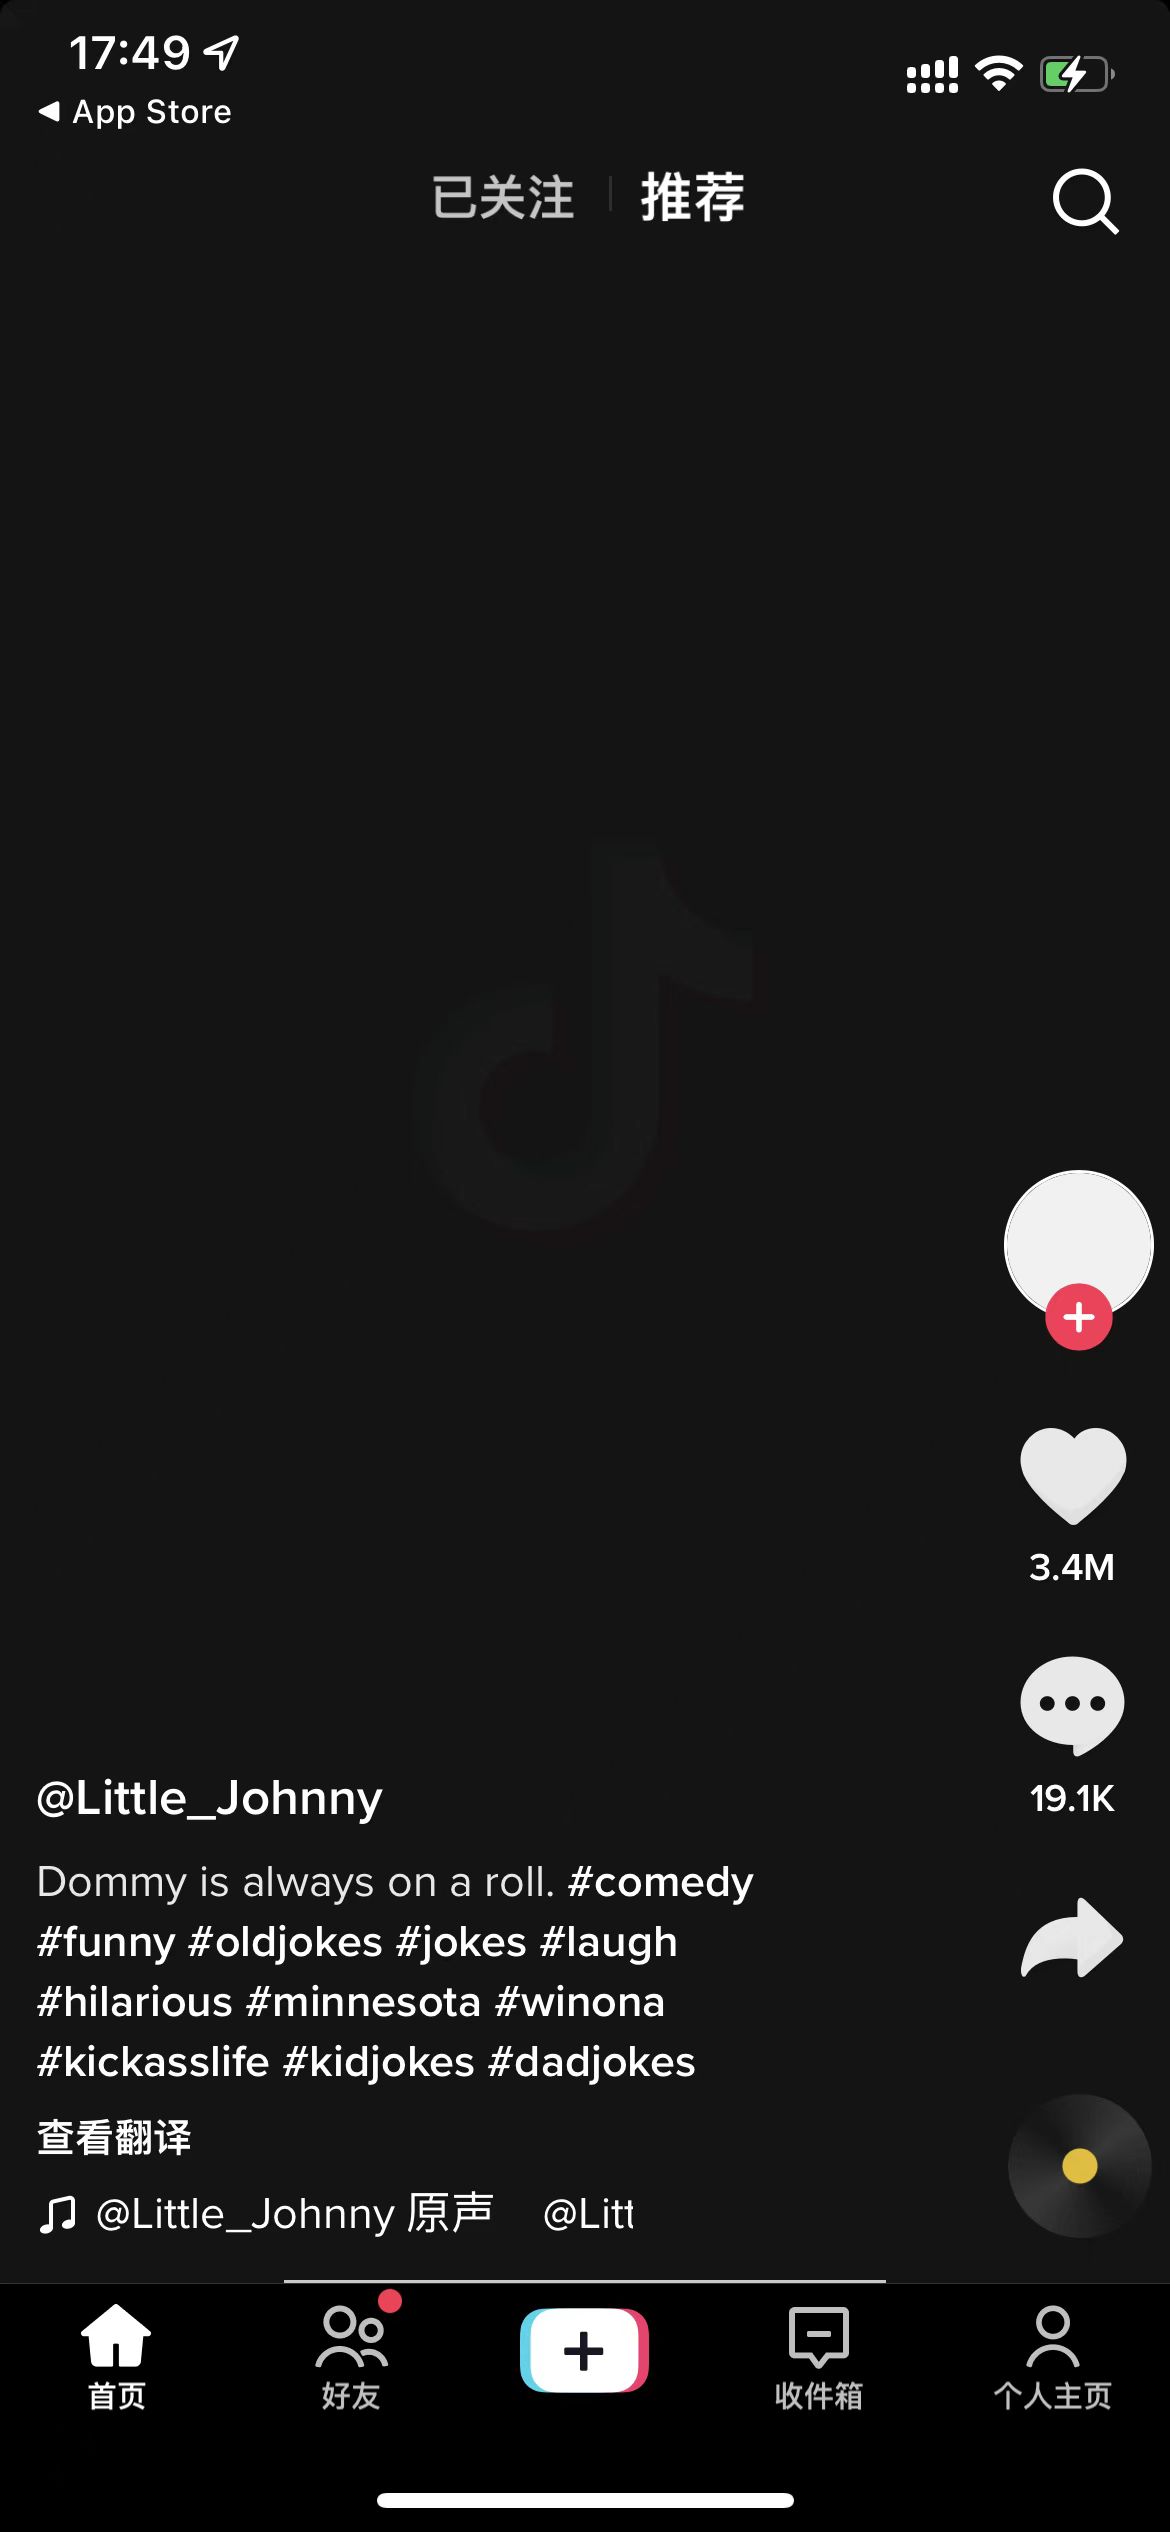 17:49
App Store
已关注 推荐
3.4M
19.1K
@Little_Johnny
Dommy is always on a roll. #comedy
#funny #oldjokes #jokes #laugh
#hilarious #minnesota #winona
#kickasslife #kidjokes #dadjokes
查看翻译
@Little_Johnny 原声 @Litt
首页 好友 收件箱 个人主页